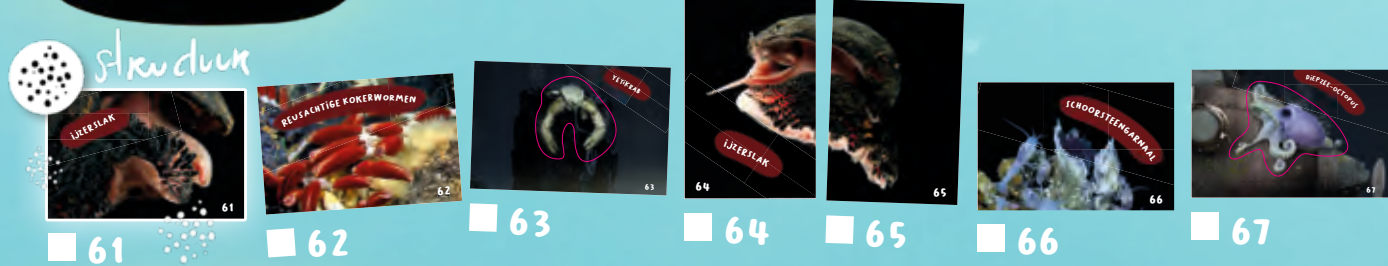 structuur
IJZERSLAK
61
61
REUSACHTIGE KOKERWORMEN
62
62
YETIKRAB
63
63
IJZERSLAK
64
64
65
65
SCHOORSTEENGARNAAL
66
66
DIEPZEE-OCTOPUS
67
67